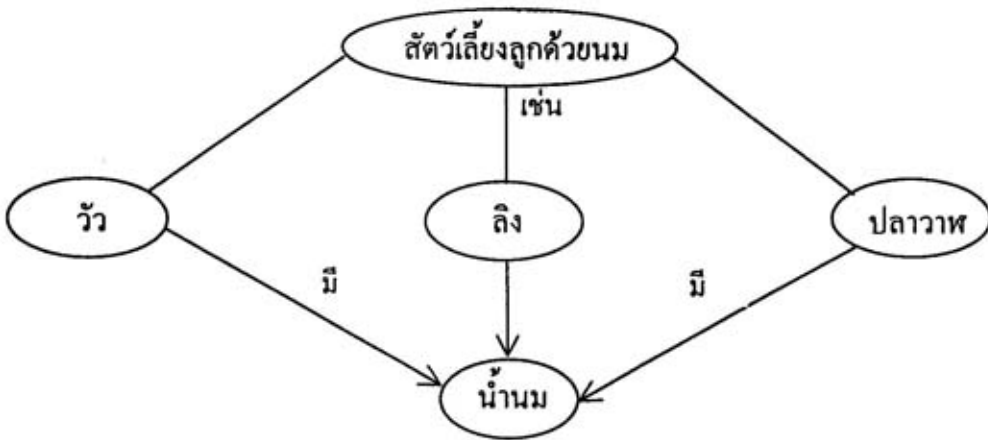 สัตว์เลี้ยงลูกด้วยนม
เช่น
วัว
ลิง
ปลาวาฬ
มี
มี
น้ำนม